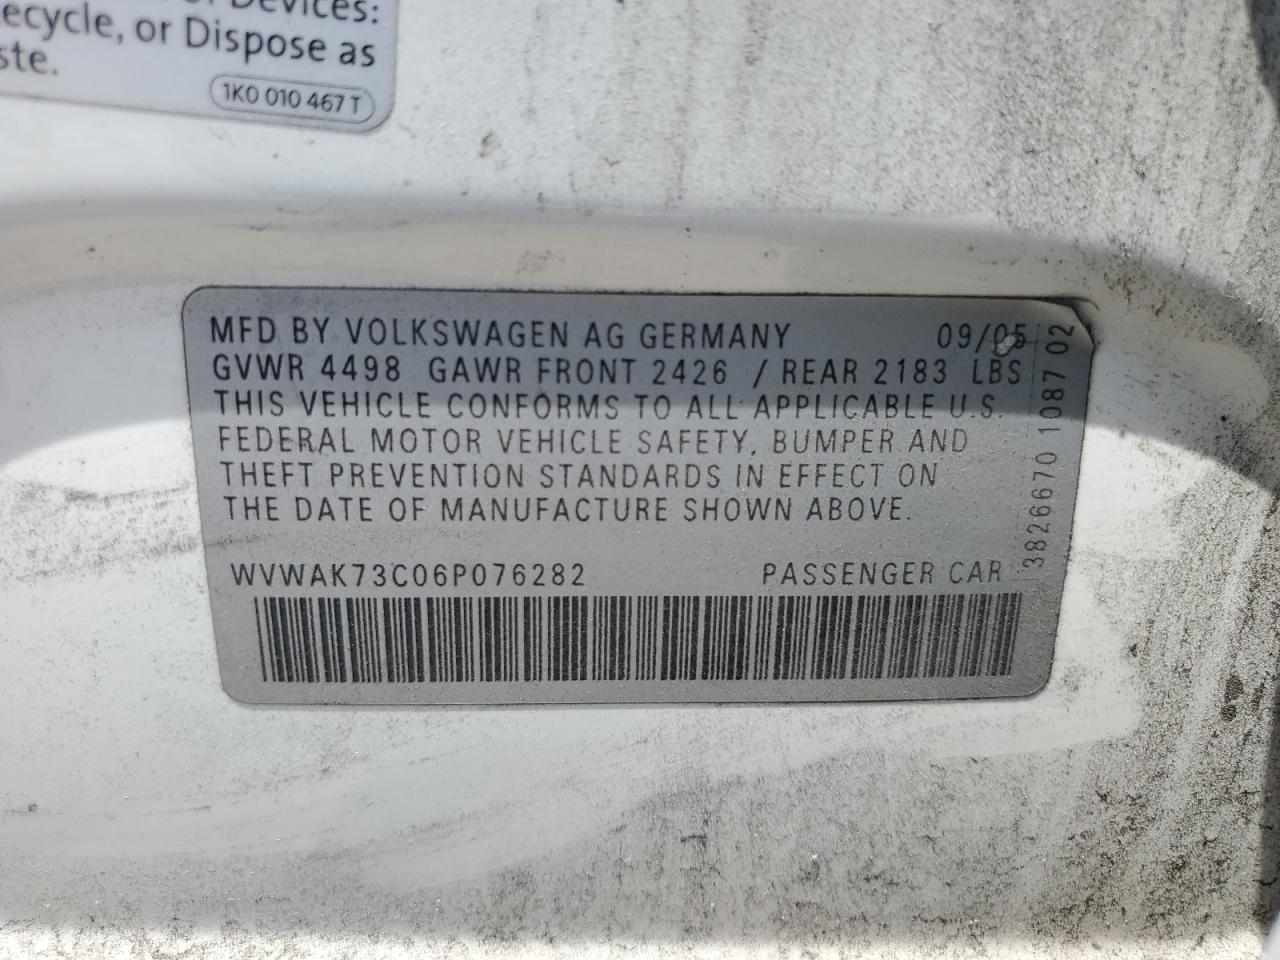 Devices:
ecycle, or Dispose as
ste.
1K0 010 467 T
MFD BY VOLKSWAGEN AG GERMANY 09/05
GVWR 4498 GAWR FRONT 2426 / REAR 2183 LBS
THIS VEHICLE CONFORMS TO ALL APPLICABLE U.S.
FEDERAL MOTOR VEHICLE SAFETY, BUMPER AND
THEFT PREVENTION STANDARDS IN EFFECT ON
THE DATE OF MANUFACTURE SHOWN ABOVE.
WVWAK73C06P076282 PASSENGER CAR
3826670 1087 02